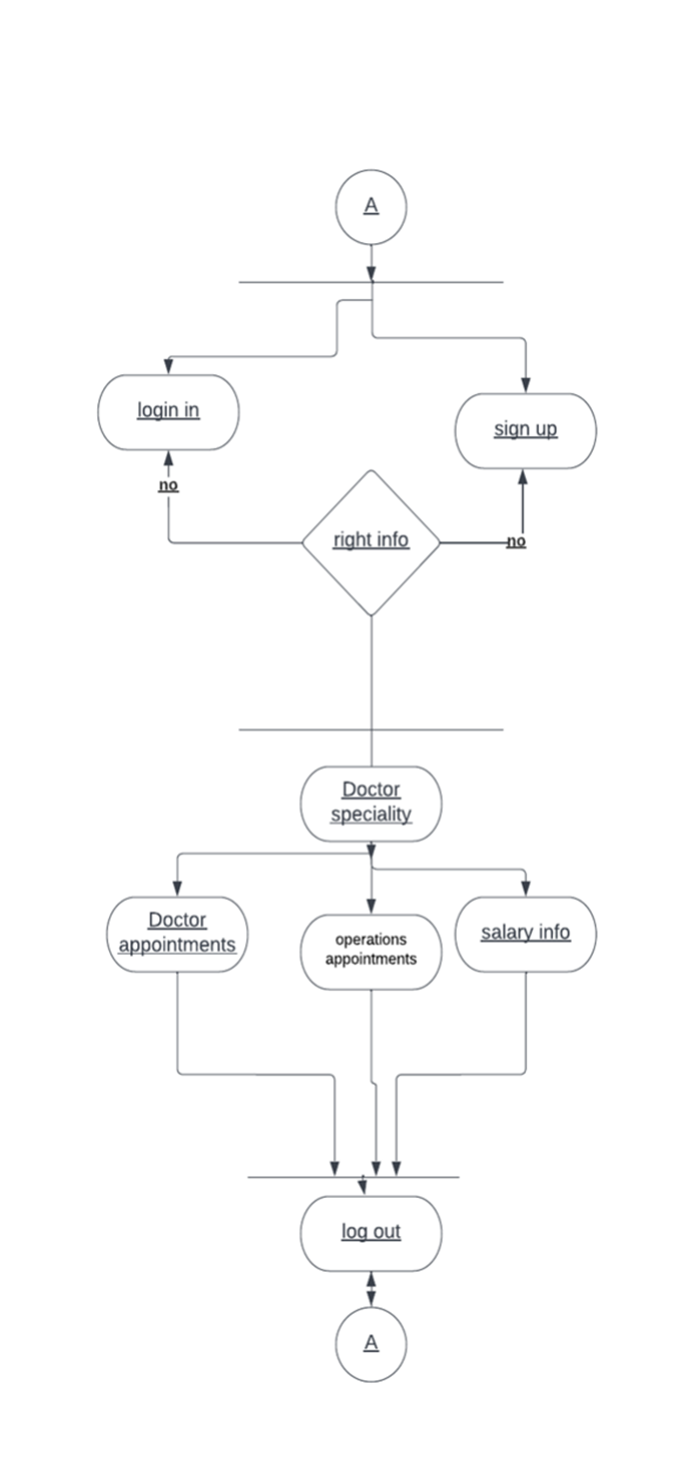 A
login in
sign up
no
right info
no
Doctor
speciality
Doctor
appointments
operations
appointments
salary info
log out
A